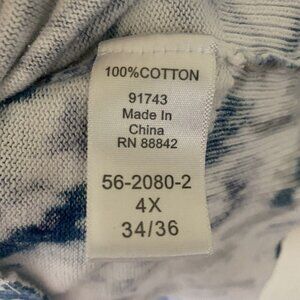 100%COTTON
91743
Made In
China
RN 88842
56-2080-2
4X
34/36